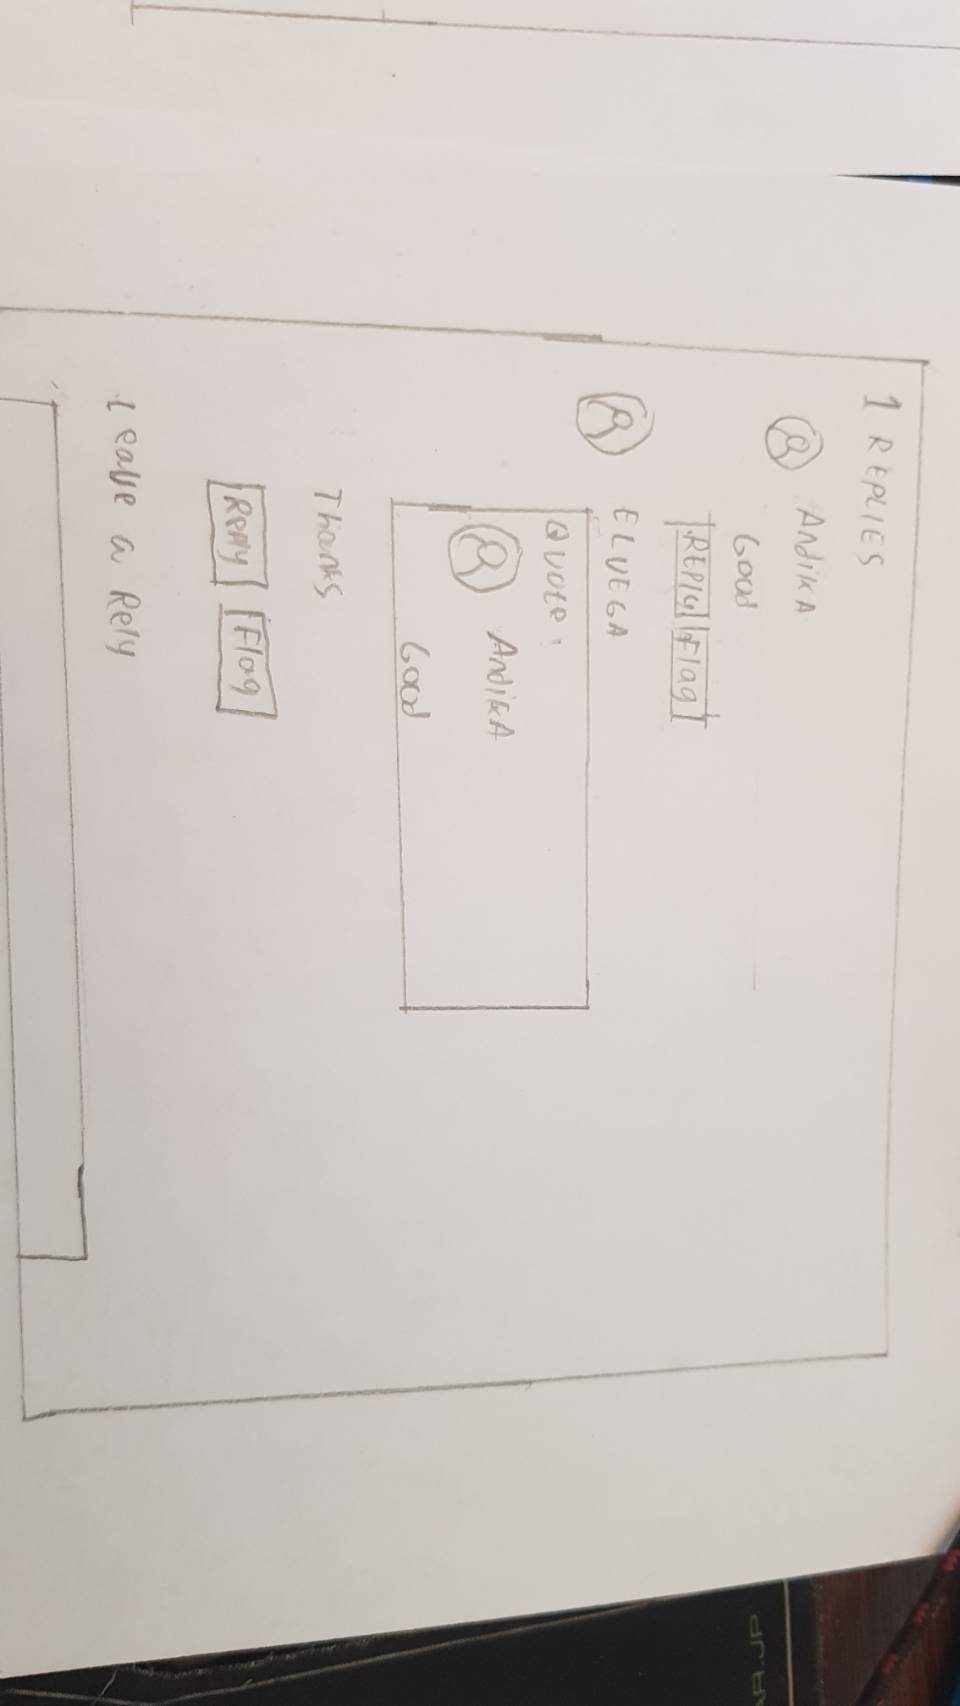 1 REPLIES
AndikA
Good
REPly Flag
ELVEGA
Quote:
AndikA
Good
Thanks
Reply Flag
Leave a Rely